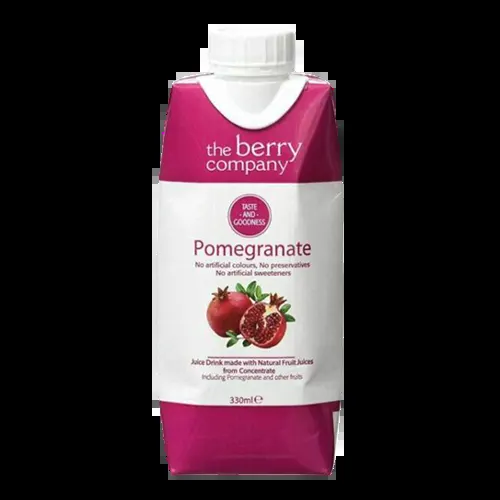 the berry
company
TASTE
- AND -
GOODNESS
Pomegranate
No artificial colours, No preservatives
No artificial sweeteners
Juice Drink made with Natural Fruit Juices
from Concentrate
Including Pomegranate and other fruits
330ml℮